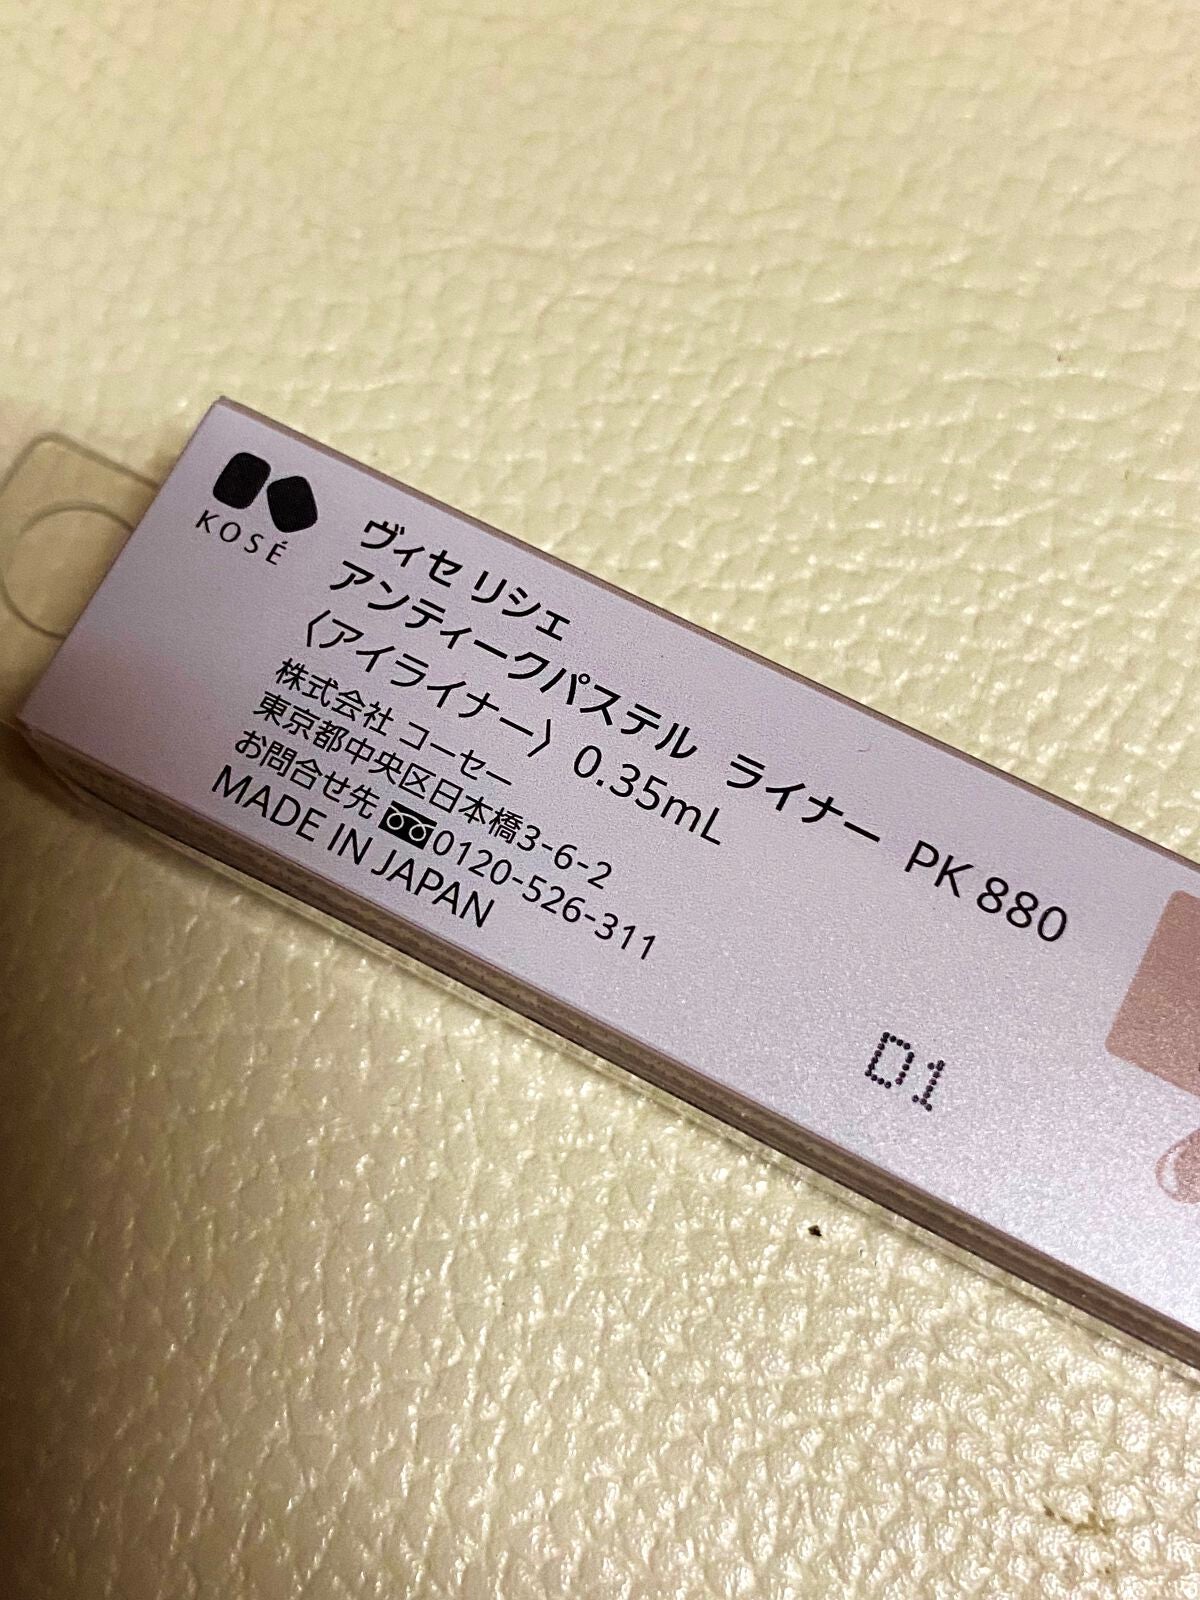 KOSÉ
ヴィセ リシェ
アンティークパステル ライナー PK 880
〈アイライナー〉 0.35mL
株式会社 コーセー
東京都中央区日本橋3-6-2
お問合せ先 0120-526-311
MADE IN JAPAN
D1